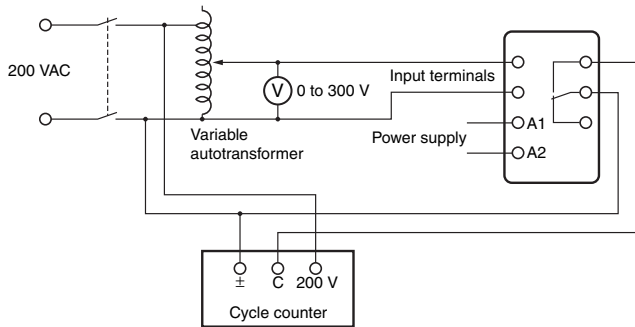 200 VAC
V
0 to 300 V
Variable
autotransformer
Input terminals
Power supply
A1
A2
± C 200 V
Cycle counter